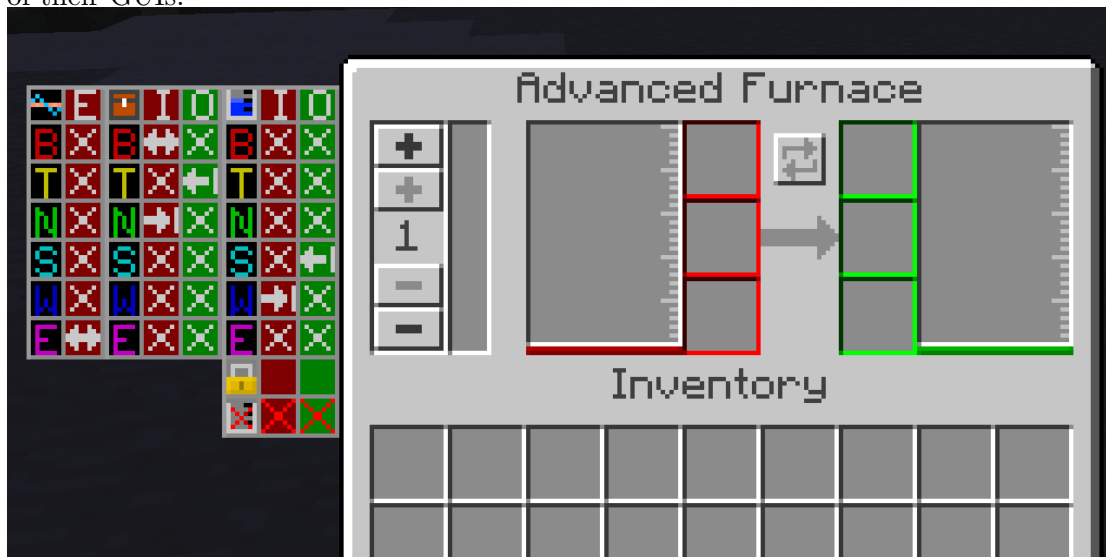 of their GUIs.
Advanced Furnace
E I O I O
B B B
T T T
N N N
1
S S S
W W W
E E E
Inventory